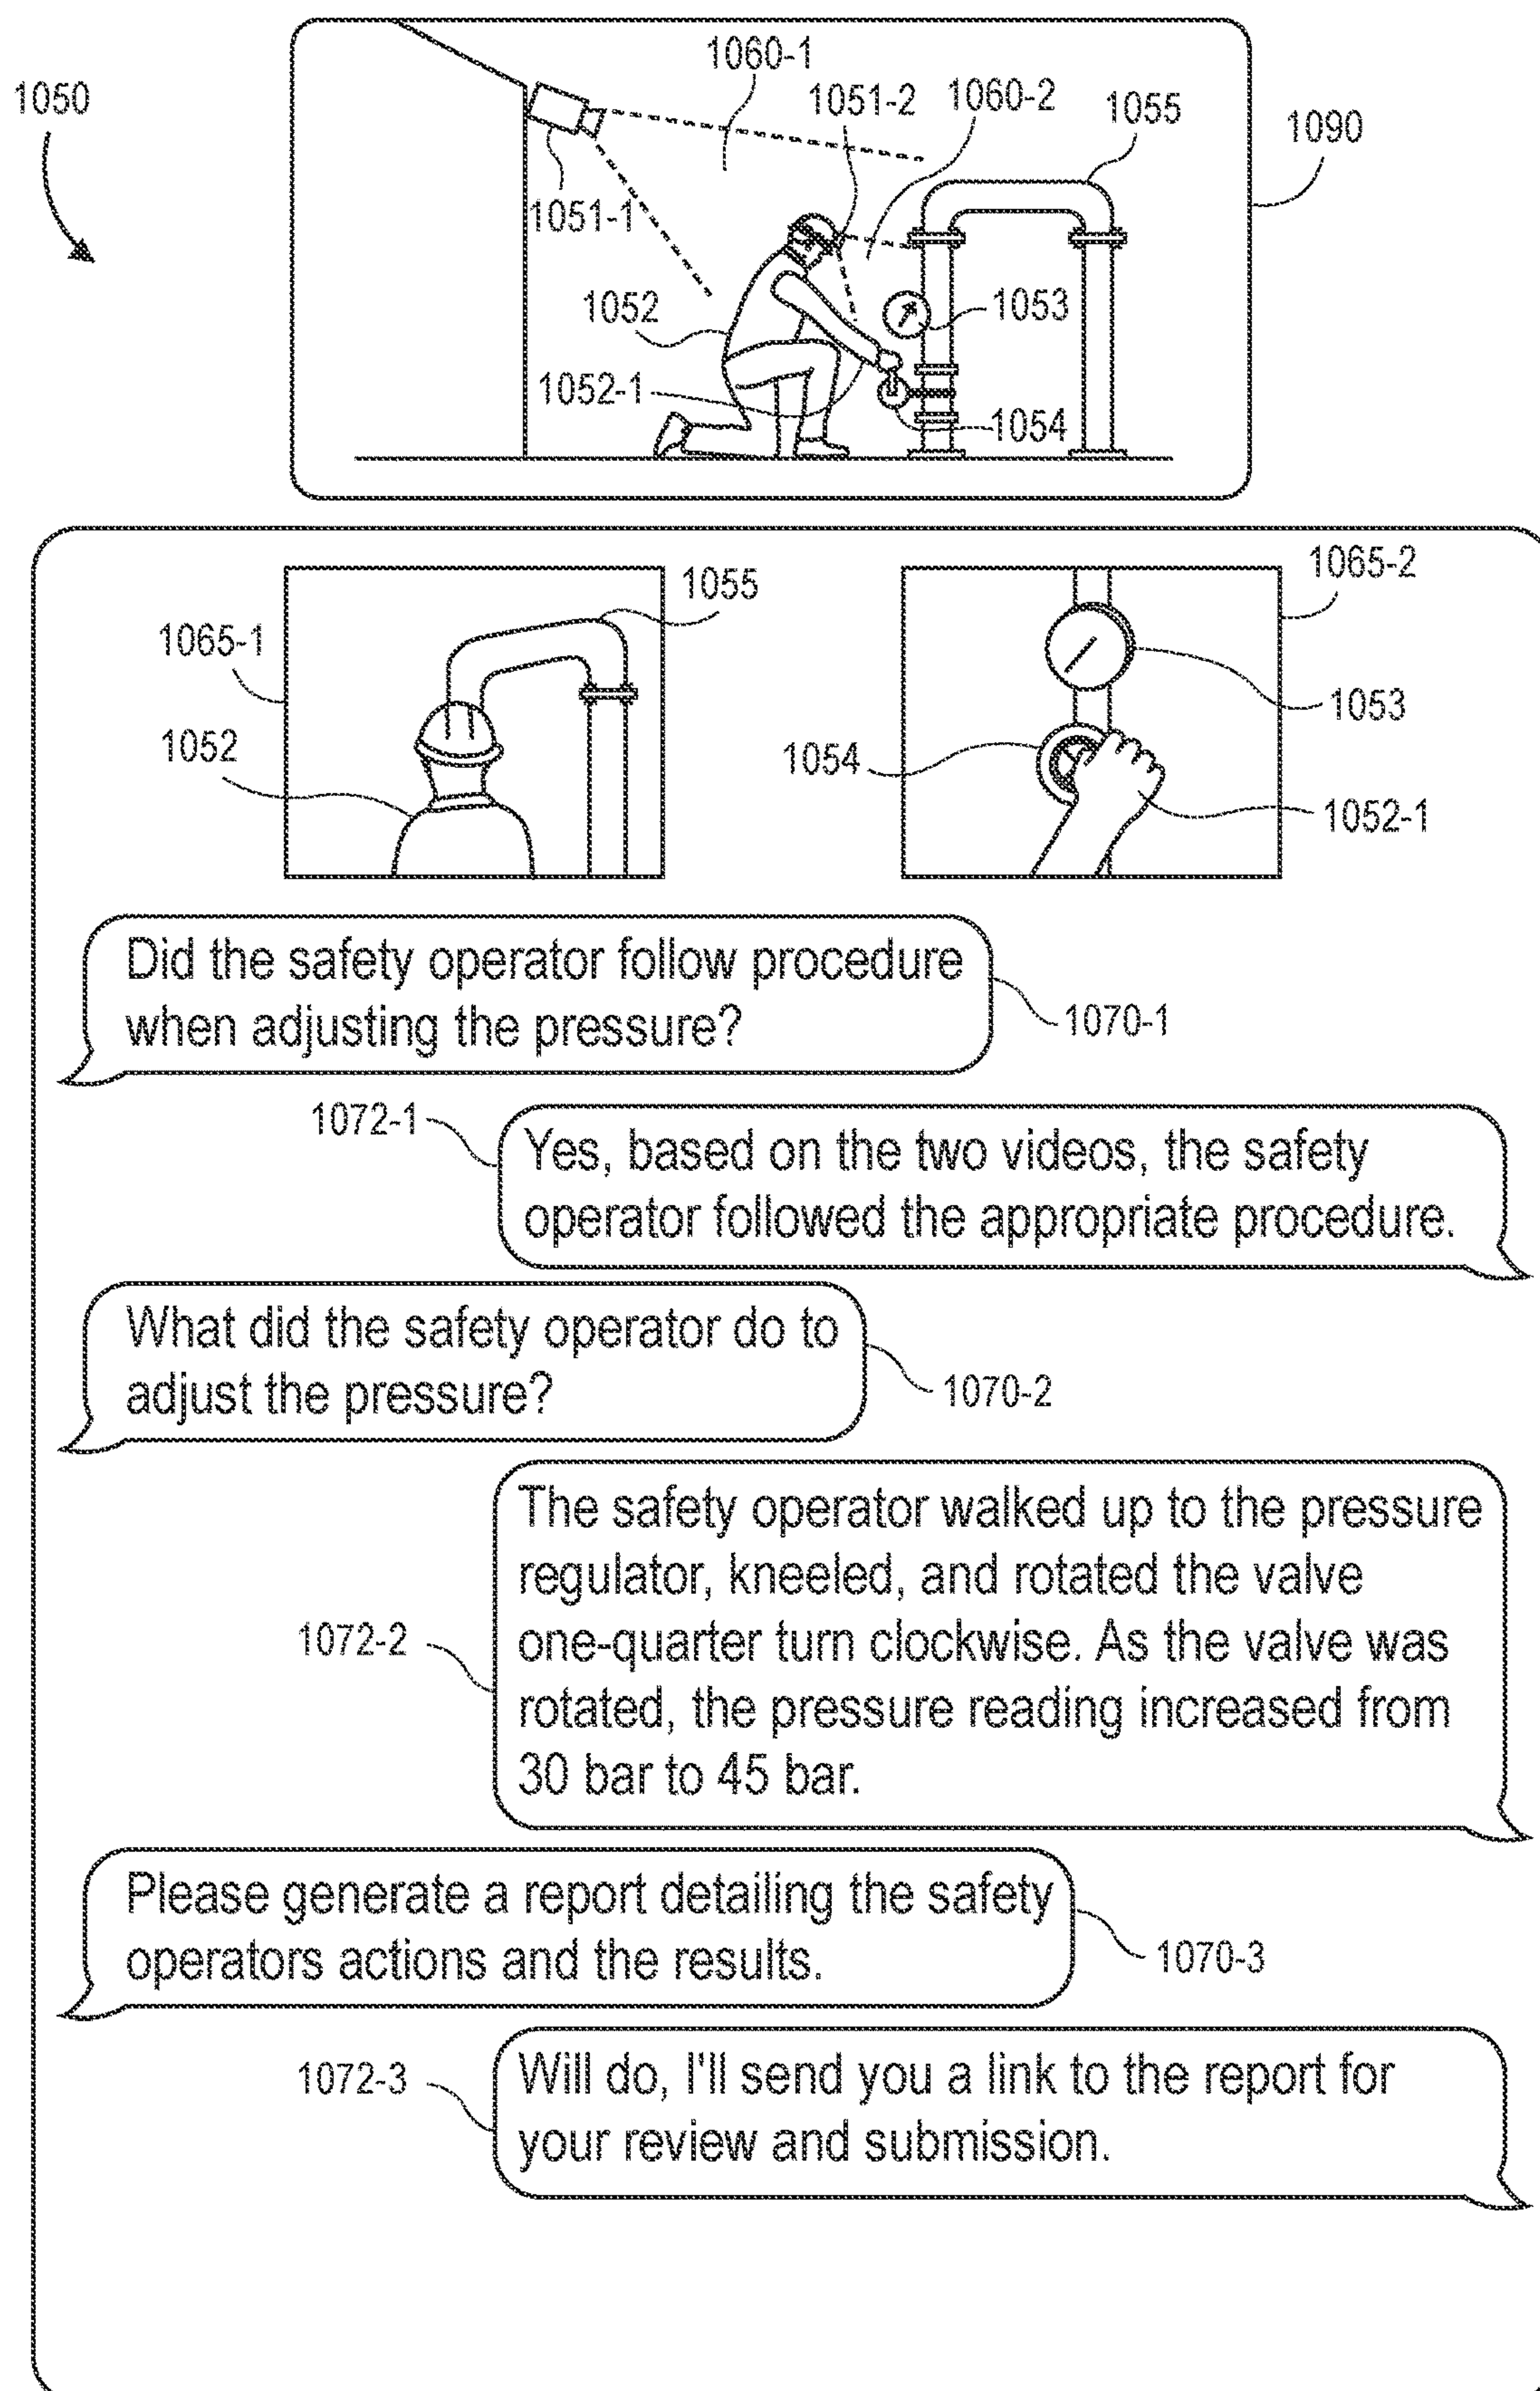 1050
1060-1
1051-2
1060-2
1055
1090
1051-1
1052
1053
1052-1
1054
1065-1
1055
1065-2
1052
1053
1054
1052-1
Did the safety operator follow procedure
when adjusting the pressure?
1070-1
1072-1
Yes, based on the two videos, the safety
operator followed the appropriate procedure.
What did the safety operator do to
adjust the pressure?
1070-2
The safety operator walked up to the pressure
regulator, kneeled, and rotated the valve
1072-2
one-quarter turn clockwise. As the valve was
rotated, the pressure reading increased from
30 bar to 45 bar.
Please generate a report detailing the safety
operators actions and the results.
1070-3
1072-3
Will do, I'll send you a link to the report for
your review and submission.